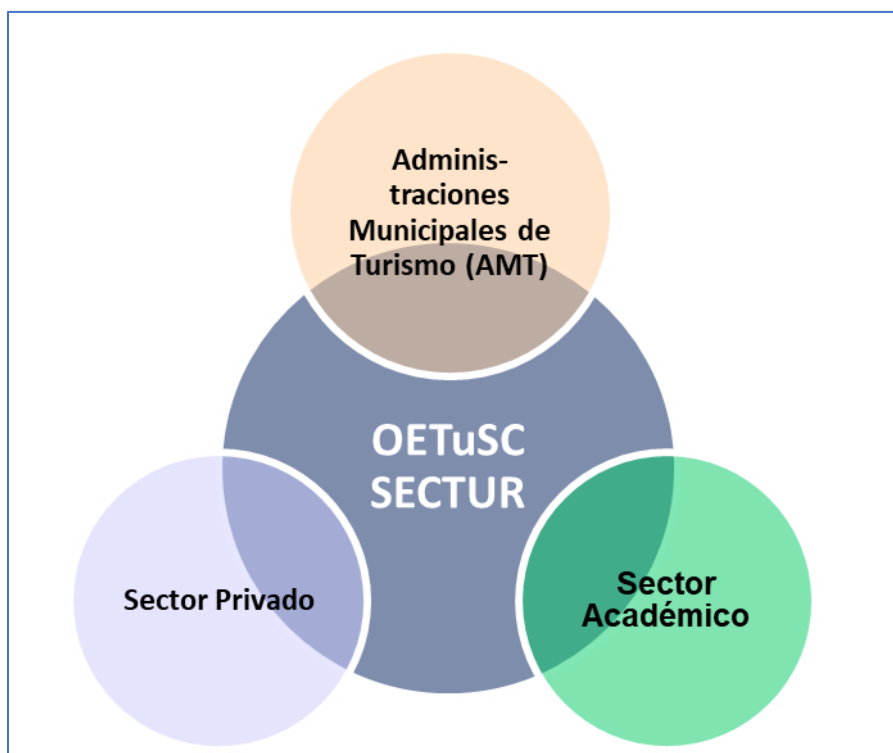 Adminis-
traciones
Municipales de
Turismo (AMT)
OETuSC
SECTUR
Sector Privado
Sector
Académico